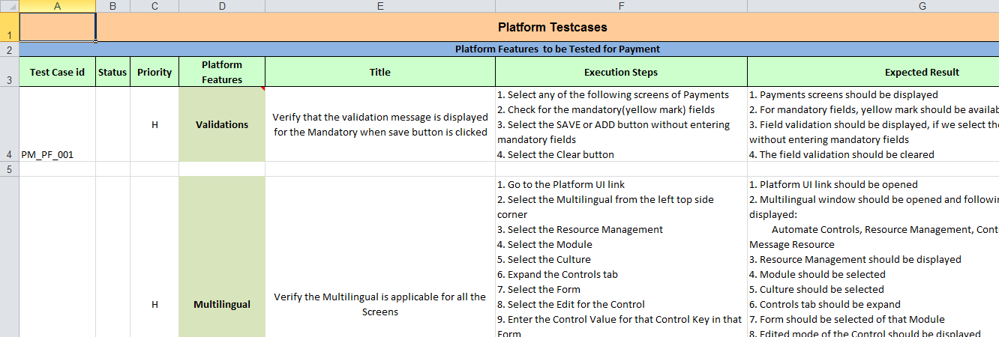 A B C D E F G
1 Platform Testcases
2 Platform Features to be Tested for Payment
3 Test Case id Status Priority Platform Features Title Execution Steps Expected Result
4 PM_PF_001
H
Validations
Verify that the validation message is displayed
for the Mandatory when save button is clicked
1. Select any of the following screens of Payments
2. Check for the mandatory(yellow mark) fields
3. Select the SAVE or ADD button without entering
mandatory fields
4. Select the Clear button
1. Payments screens should be displayed
2. For mandatory fields, yellow mark should be
3. Field validation should be displayed, if we select
without entering mandatory fields
4. The field validation should be cleared
5
H
Multilingual
Verify the Multilingual is applicable for all the
Screens
1. Go to the Platform UI link
2. Select the Multilingual from the left top side
corner
3. Select the Resource Management
4. Select the Module
5. Select the Culture
6. Expand the Controls tab
7. Select the Form
8. Select the Edit for the Control
9. Enter the Control Value for that Control Key in that
Form
1. Platform UI link should be opened
2. Multilingual window should be opened and
displayed:
Automate Controls, Resource Management,
Message Resource
3. Resource Management should be displayed
4. Module should be selected
5. Culture should be selected
6. Controls tab should be expand
7. Form should be selected of that Module
8. Edited mode of the Control should be displayed